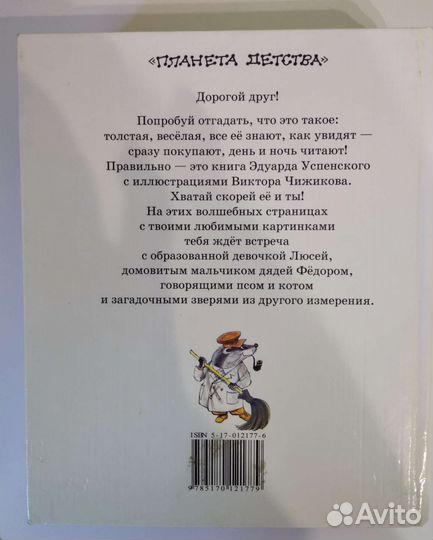 «ПЛАНЕТА ДЕТСТВА»
Дорогой друг!
Попробуй отгадать, что это такое:
толстая, весёлая, все её знают, как увидят —
сразу покупают, день и ночь читают!
Правильно — это книга Эдуарда Успенского
с иллюстрациями Виктора Чижикова.
Хватай скорей её и ты!
На этих волшебных страницах
с твоими любимыми картинками
тебя ждёт встреча
с образованной девочкой Люсей,
домовитым мальчиком дядей Фёдором,
говорящими псом и котом
и загадочными зверями из другого измерения.
ISBN 5-17-012177-6
9 785170 121779
Avito